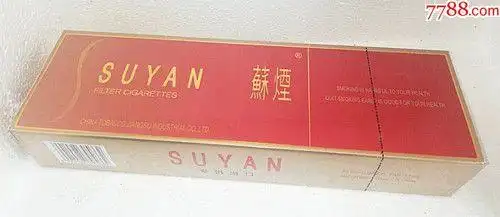 7788.com
SUYAN
FILTER CIGARETTES
蘇煙
®
SMOKING IS HARMFUL TO YOUR HEALTH
QUIT SMOKING EARLY IS GOOD FOR YOUR HEALTH
CHINA TOBACCO JIANGSU INDUSTRIAL CO.,LTD
SUYAN